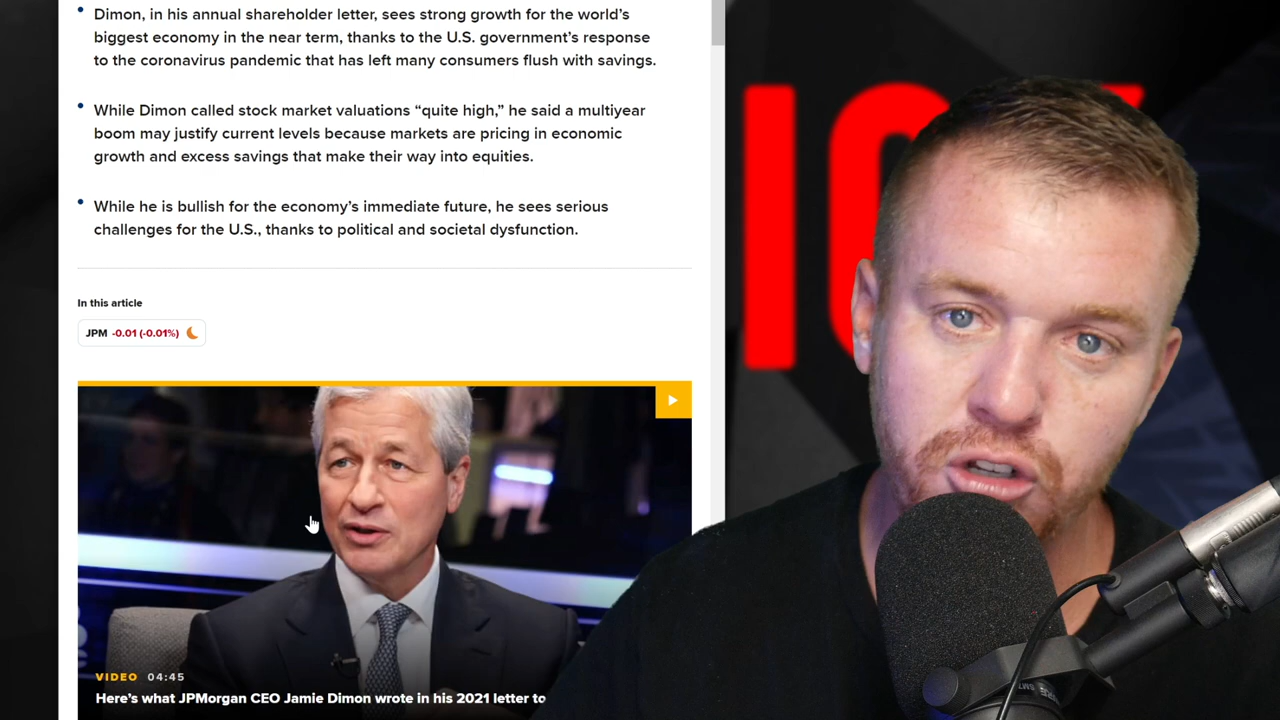 Dimon, in his annual shareholder letter, sees strong growth for the world’s
biggest economy in the near term, thanks to the U.S. government’s response
to the coronavirus pandemic that has left many consumers flush with savings.
While Dimon called stock market valuations “quite high,” he said a multiyear
boom may justify current levels because markets are pricing in economic
growth and excess savings that make their way into equities.
While he is bullish for the economy’s immediate future, he sees serious
challenges for the U.S., thanks to political and societal dysfunction.
In this article
JPM -0.01 (-0.01%)
VIDEO 04:45
Here’s what JPMorgan CEO Jamie Dimon wrote in his 2021 letter to